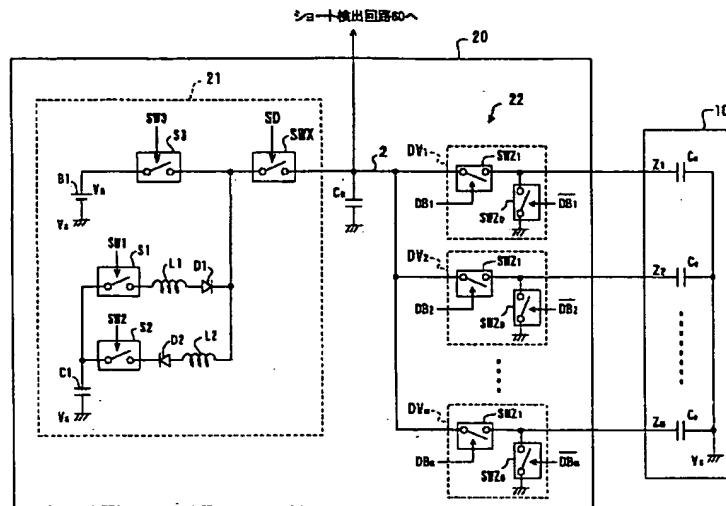 ショート検出回路60へ
20
21
22
10
SW3
S3
SD
SWX
2
B1
VB
VS
C0
SW1
S1
L1
D1
SW2
S2
D2
L2
C1
VS
DV1
SWZ1
DB1
SWZ0
DB1
Z1
C0
DV2
SWZ1
DB2
SWZ0
DB2
Z2
C0
DVm
SWZ1
DBm
SWZ0
DBm
Zm
C0
VS